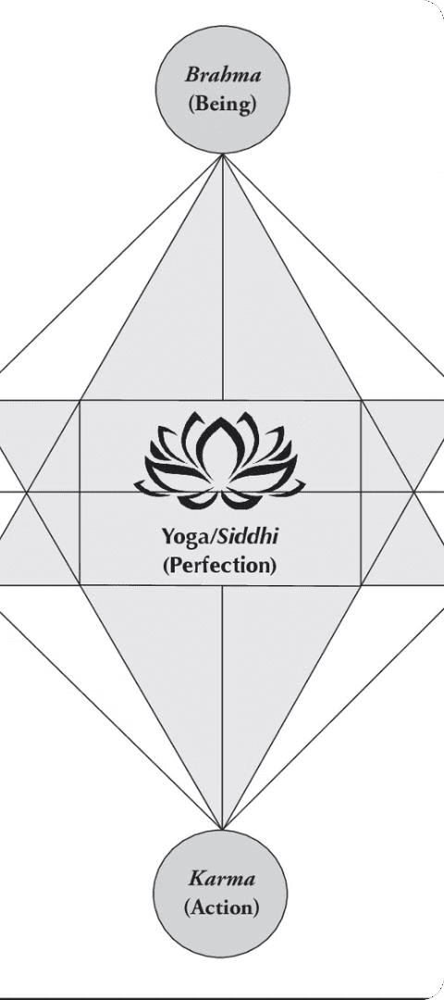 Brahma
(Being)
Yoga/Siddhi
(Perfection)
Karma
(Action)